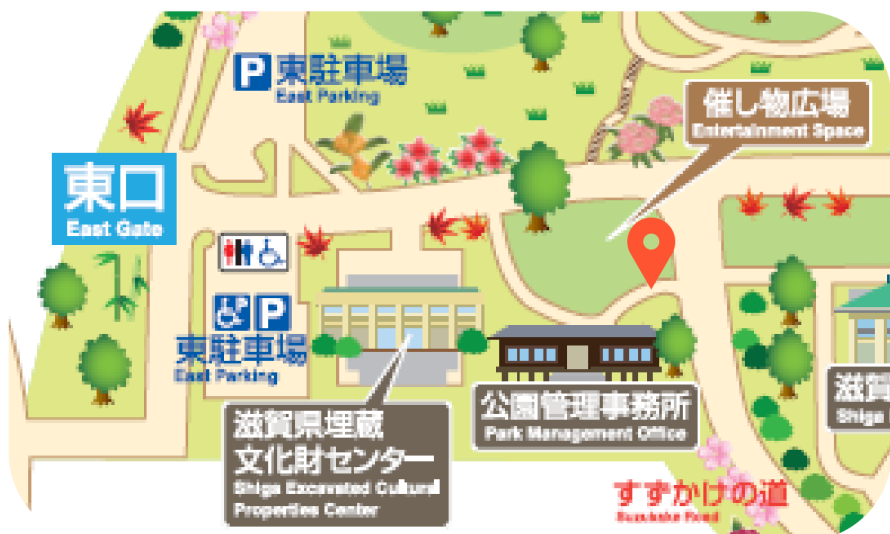 P 東駐車場
East Parking
催し物広場
Entertainment Space
東口
East Gate
P P
東駐車場
East Parking
滋賀県埋蔵
文化財センター
Shiga Excavated Cultural
Properties Center
公園管理事務所
Park Management Office
滋賀
Shiga
すずかけの道
Suzukake Road